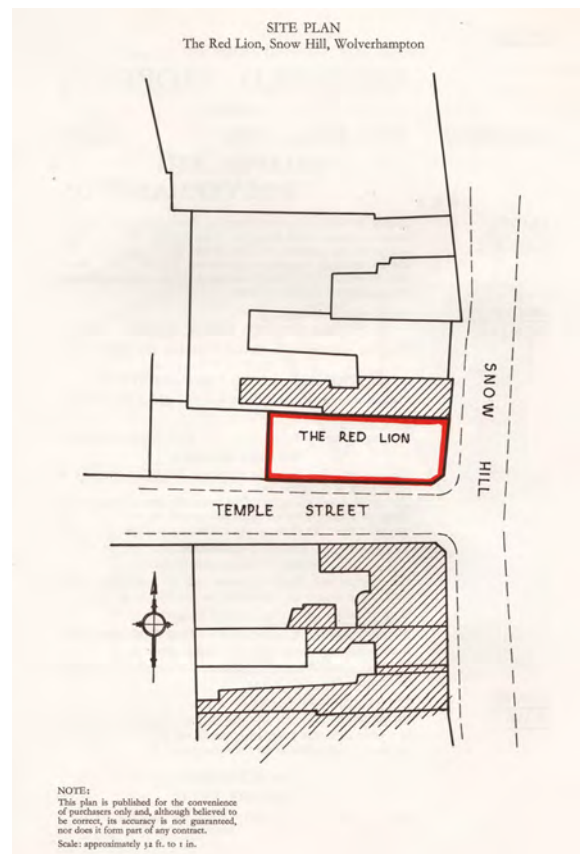 SITE PLAN
The Red Lion, Snow Hill, Wolverhampton
SNOW HILL
THE RED LION
TEMPLE STREET
NOTE:
This plan is published for the convenience
of purchasers only and, although believed to
be correct, its accuracy is not guaranteed,
nor does it form part of any contract.
Scale: approximately 32 ft. to 1 in.